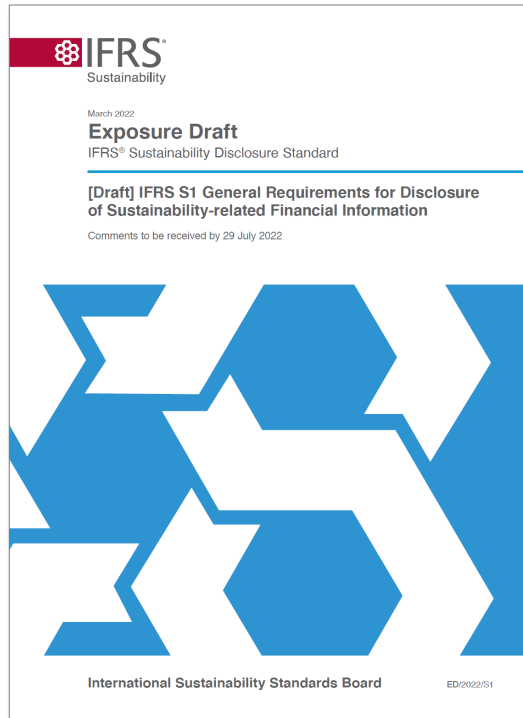 IFRS®
Sustainability
March 2022
Exposure Draft
IFRS® Sustainability Disclosure Standard
[Draft] IFRS S1 General Requirements for Disclosure
of Sustainability-related Financial Information
Comments to be received by 29 July 2022
International Sustainability Standards Board
ED/2022/S1